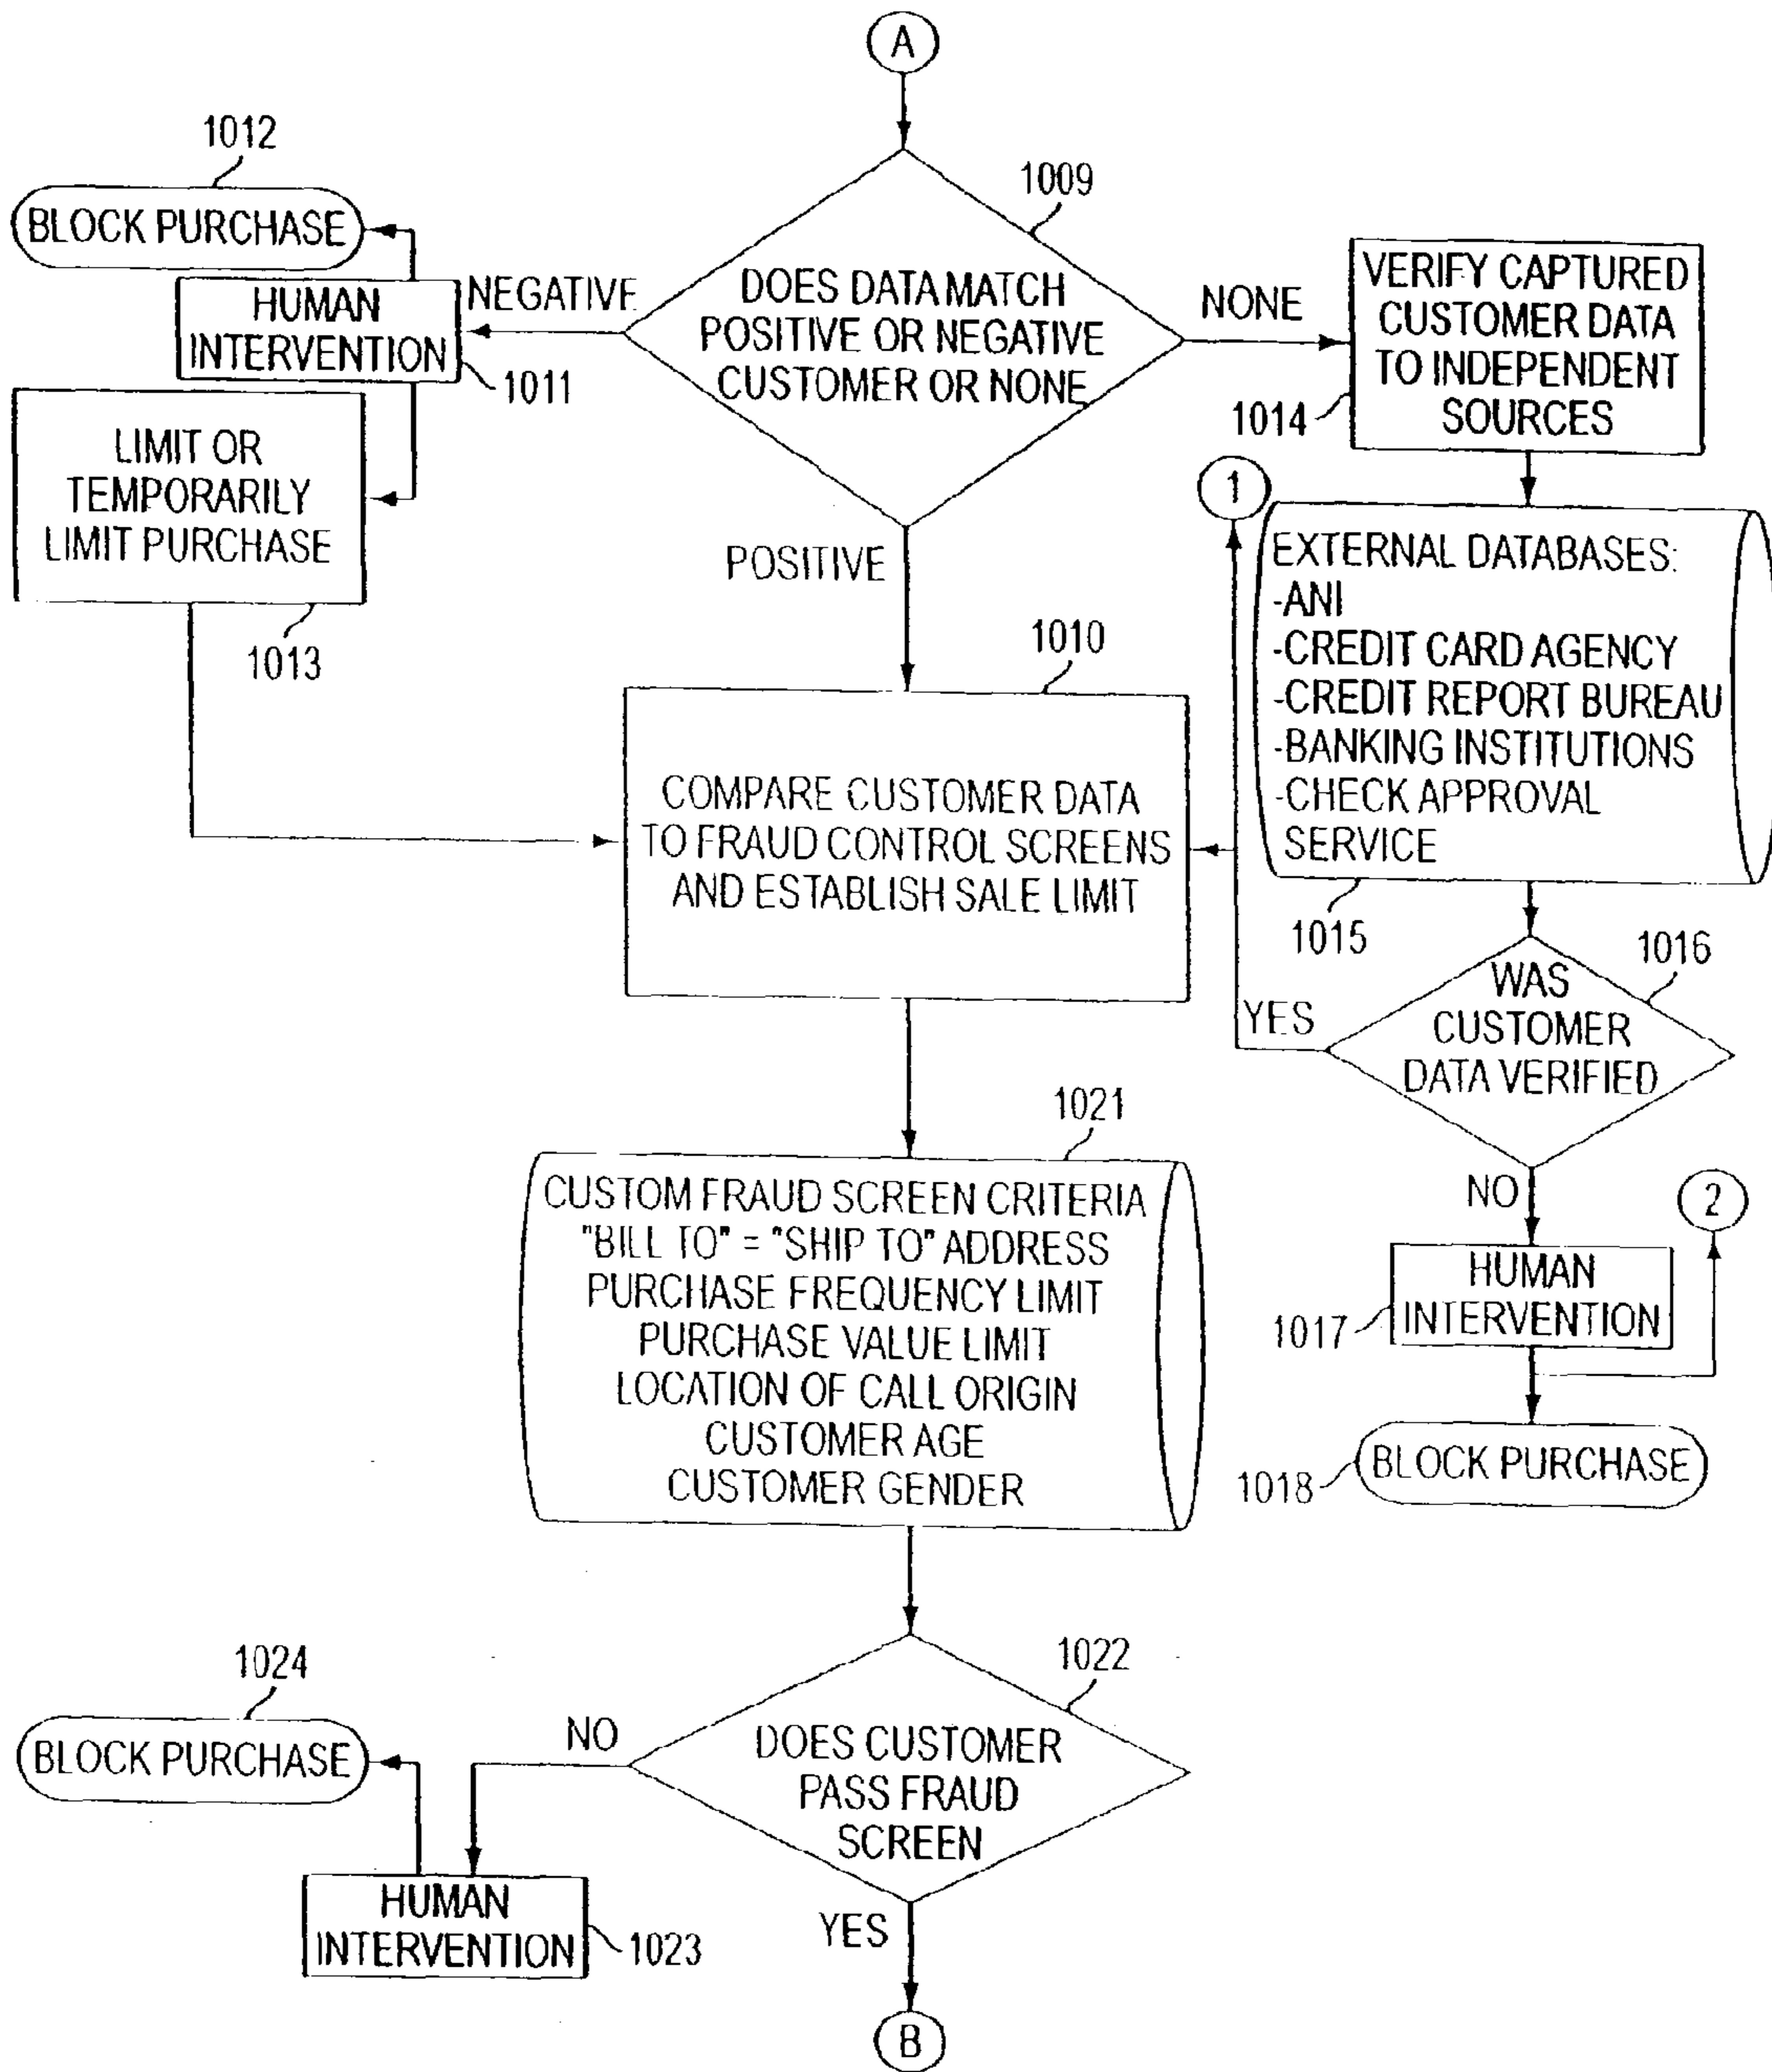 A
1012
BLOCK PURCHASE
1009
DOES DATA MATCH
POSITIVE OR NEGATIVE
CUSTOMER OR NONE
NEGATIVE
HUMAN
INTERVENTION
1011
LIMIT OR
TEMPORARILY
LIMIT PURCHASE
1013
NONE
VERIFY CAPTURED
CUSTOMER DATA
TO INDEPENDENT
SOURCES
1014
1
EXTERNAL DATABASES:
-ANI
-CREDIT CARD AGENCY
-CREDIT REPORT BUREAU
-BANKING INSTITUTIONS
-CHECK APPROVAL
SERVICE
1015
POSITIVE
1010
COMPARE CUSTOMER DATA
TO FRAUD CONTROL SCREENS
AND ESTABLISH SALE LIMIT
1016
WAS
CUSTOMER
DATA VERIFIED
YES
NO
2
HUMAN
INTERVENTION
1017
BLOCK PURCHASE
1018
1021
CUSTOM FRAUD SCREEN CRITERIA
"BILL TO" = "SHIP TO" ADDRESS
PURCHASE FREQUENCY LIMIT
PURCHASE VALUE LIMIT
LOCATION OF CALL ORIGIN
CUSTOMER AGE
CUSTOMER GENDER
1022
DOES CUSTOMER
PASS FRAUD
SCREEN
NO
1024
BLOCK PURCHASE
HUMAN
INTERVENTION
1023
YES
B